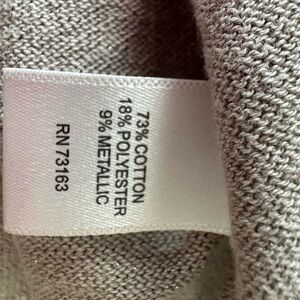 73% COTTON
18% POLYESTER
9% METALLIC
RN 73163